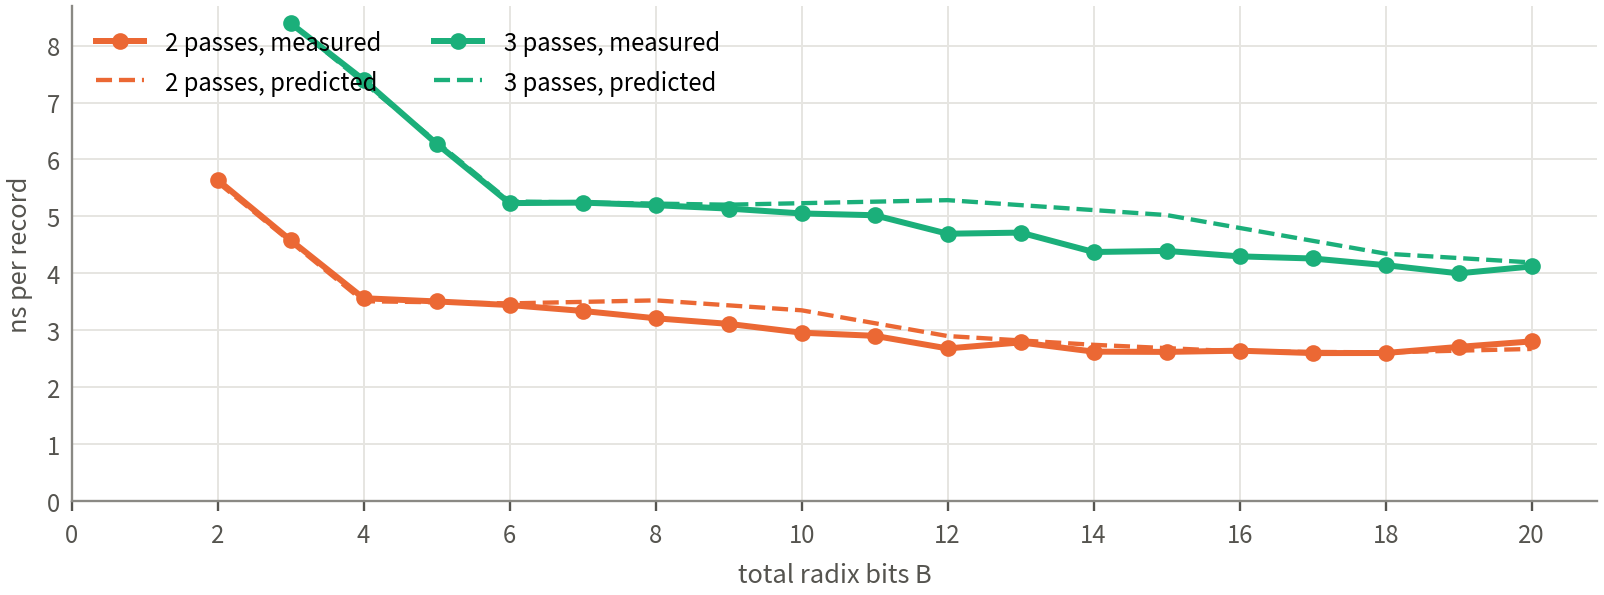 2 passes, measured
2 passes, predicted
3 passes, measured
3 passes, predicted
ns per record
8
7
6
5
4
3
2
1
0
0 2 4 6 8 10 12 14 16 18 20
total radix bits B